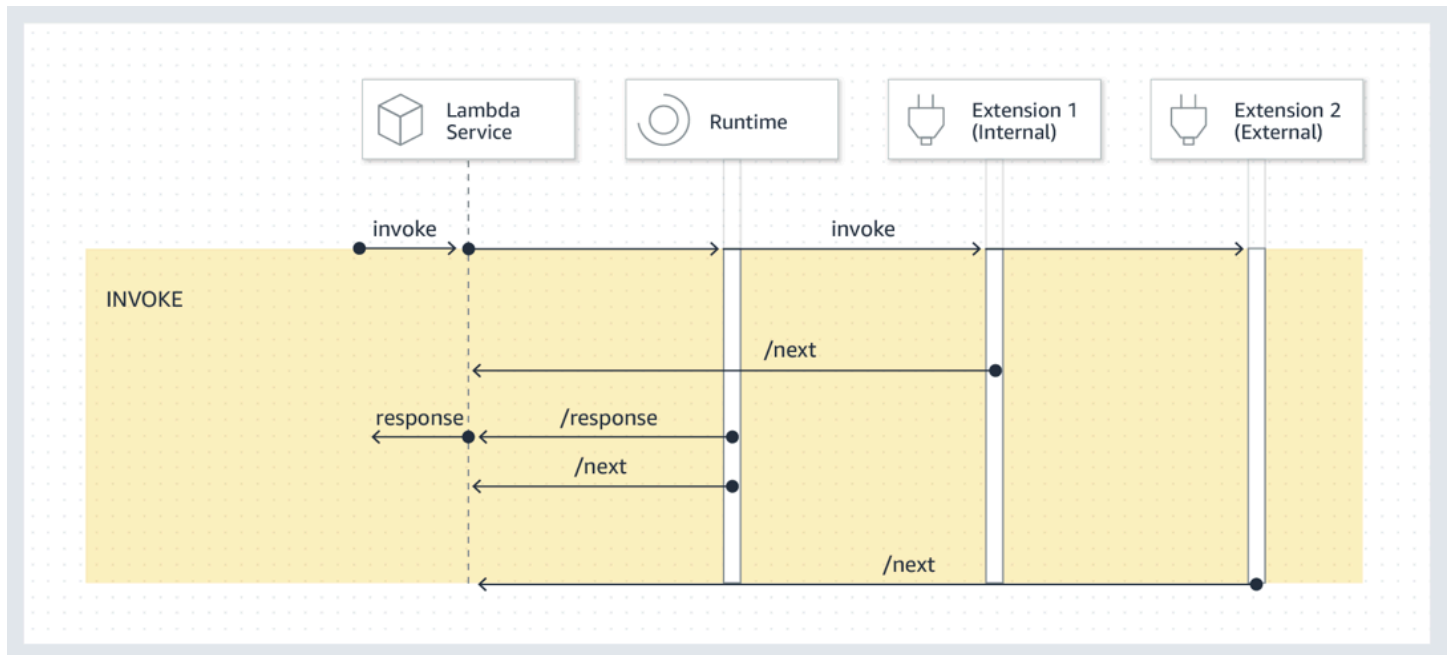 Lambda
Service
Runtime
Extension 1
(Internal)
Extension 2
(External)
invoke
invoke
INVOKE
/next
response
/response
/next
/next